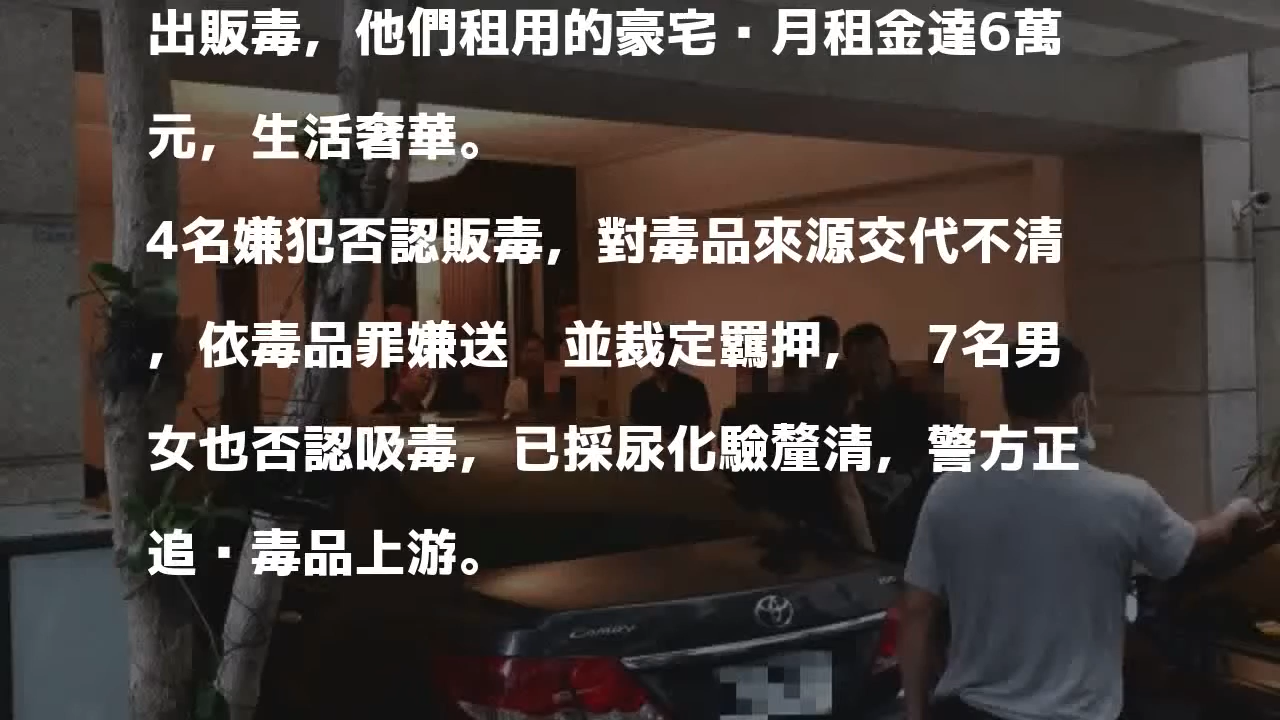 出販毒，他們租用的豪宅▪月租金達6萬
元，生活奢華。
4名嫌犯否認販毒，對毒品來源交代不清
，依毒品罪嫌送　並裁定羈押，　7名男
女也否認吸毒，已採尿化驗釐清，警方正
追▪毒品上游。
CAMRY